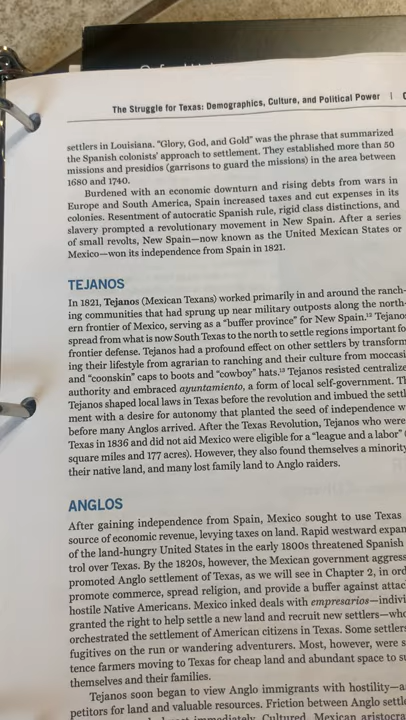 The Struggle for Texas: Demographics, Culture, and Political Power |
settlers in Louisiana. "Glory, God, and Gold" was the phrase that summarized
the Spanish colonists' approach to settlement. They established more than 50
missions and presidios (garrisons to guard the missions) in the area between
1680 and 1740.
Burdened with an economic downturn and rising debts from wars in
Europe and South America, Spain increased taxes and cut expenses in its
colonies. Resentment of autocratic Spanish rule, rigid class distinctions, and
slavery prompted a revolutionary movement in New Spain. After a series
of small revolts, New Spain—now known as the United Mexican States or
Mexico—won its independence from Spain in 1821.
TEJANOS
In 1821, Tejanos (Mexican Texans) worked primarily in and around the ranch-
ing communities that had sprung up near military outposts along the north-
ern frontier of Mexico, serving as a "buffer province" for New Spain.¹² Tejano
spread from what is now South Texas to the north to settle regions important fo
frontier defense. Tejanos had a profound effect on other settlers by transform
ing their lifestyle from agrarian to ranching and their culture from moccasi
and "coonskin" caps to boots and "cowboy" hats.¹³ Tejanos resisted centralize
authority and embraced ayuntamiento, a form of local self-government. Th
Tejanos shaped local laws in Texas before the revolution and imbued the settl
ment with a desire for autonomy that planted the seed of independence w
before many Anglos arrived. After the Texas Revolution, Tejanos who were
Texas in 1836 and did not aid Mexico were eligible for a "league and a labor" (
square miles and 177 acres). However, they also found themselves a minority
their native land, and many lost family land to Anglo raiders.
ANGLOS
After gaining independence from Spain, Mexico sought to use Texas
source of economic revenue, levying taxes on land. Rapid westward expan
of the land-hungry United States in the early 1800s threatened Spanish
trol over Texas. By the 1820s, however, the Mexican government aggress
promoted Anglo settlement of Texas, as we will see in Chapter 2, in ord
promote commerce, spread religion, and provide a buffer against attac
hostile Native Americans. Mexico inked deals with empresarios—indivi
granted the right to help settle a new land and recruit new settlers—who
orchestrated the settlement of American citizens in Texas. Some settlers
fugitives on the run or wandering adventurers. Most, however, were s
tence farmers moving to Texas for cheap land and abundant space to su
themselves and their families.
Tejanos soon began to view Anglo immigrants with hostility—a
petitors for land and valuable resources. Friction between Anglo settle
immediately. Cultured, Mexican aristocra